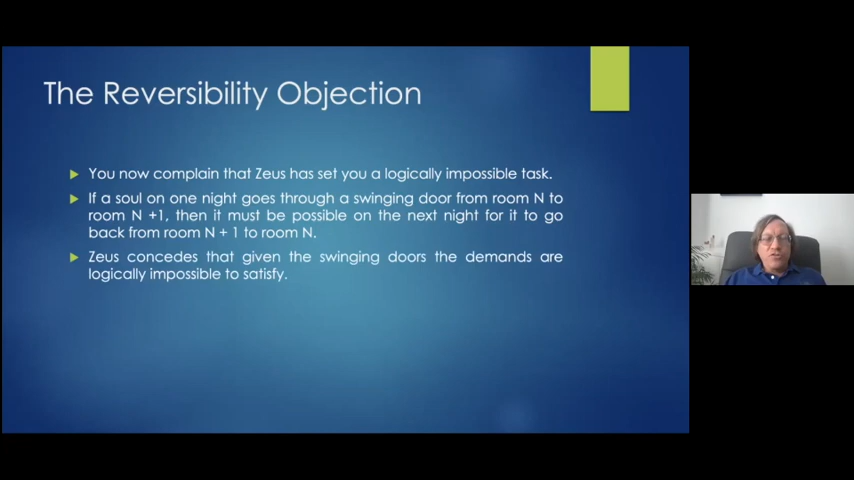 The Reversibility Objection
You now complain that Zeus has set you a logically impossible task.
If a soul on one night goes through a swinging door from room N to
room N +1, then it must be possible on the next night for it to go
back from room N + 1 to room N.
Zeus concedes that given the swinging doors the demands are
logically impossible to satisfy.